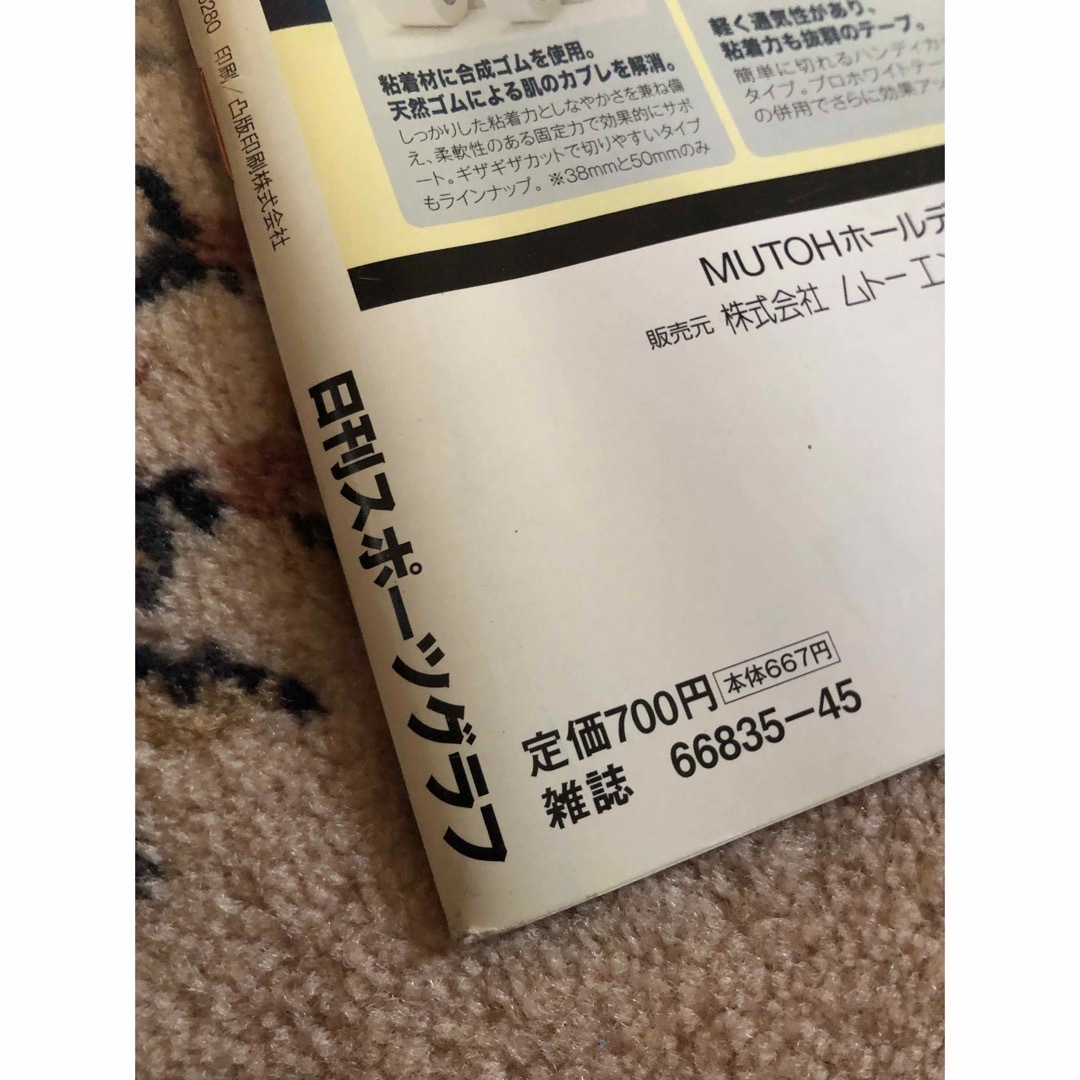 粘着材に合成ゴムを使用。
天然ゴムによる肌のカブレを解消。
しっかりした粘着力としなやかさを兼ね備
え、柔軟性のある固定力で効果的にサポ
ート。ギザギザカットで切りやすいタイプ
もラインナップ。※38mmと50mmのみ
軽く通気性があり、
粘着力も抜群のテープ。
簡単に切れるハンディカ
タイプ。プロホワイトテー
の併用でさらに効果アッ
MUTOHホールデ
販売元 株式会社 ムトーエン
280 印刷/凸版印刷株式会社
日刊スポーツグラフ
定価700円 本体667円
雑誌 66835-45